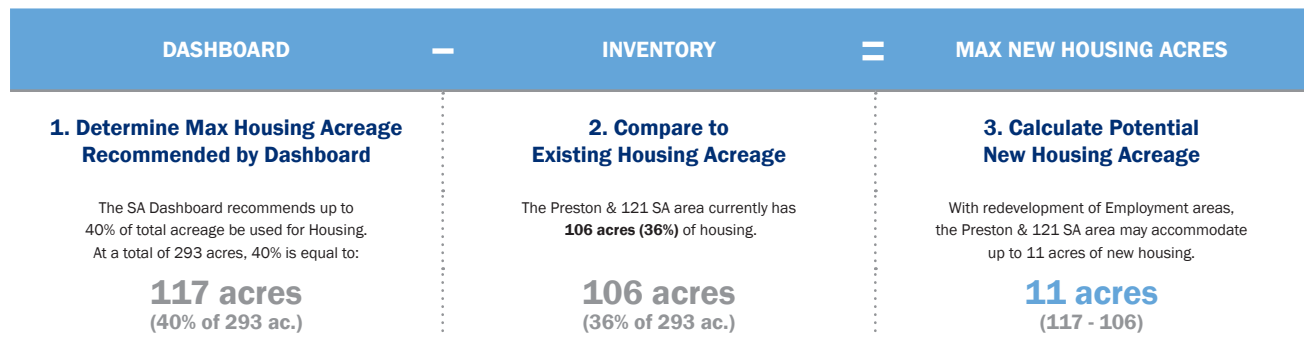 DASHBOARD
–
INVENTORY
=
MAX NEW HOUSING ACRES
1. Determine Max Housing Acreage
Recommended by Dashboard
The SA Dashboard recommends up to
40% of total acreage be used for Housing.
At a total of 293 acres, 40% is equal to:
117 acres
(40% of 293 ac.)
2. Compare to
Existing Housing Acreage
The Preston & 121 SA area currently has
106 acres (36%) of housing.
106 acres
(36% of 293 ac.)
3. Calculate Potential
New Housing Acreage
With redevelopment of Employment areas,
the Preston & 121 SA area may accommodate
up to 11 acres of new housing.
11 acres
(117 - 106)